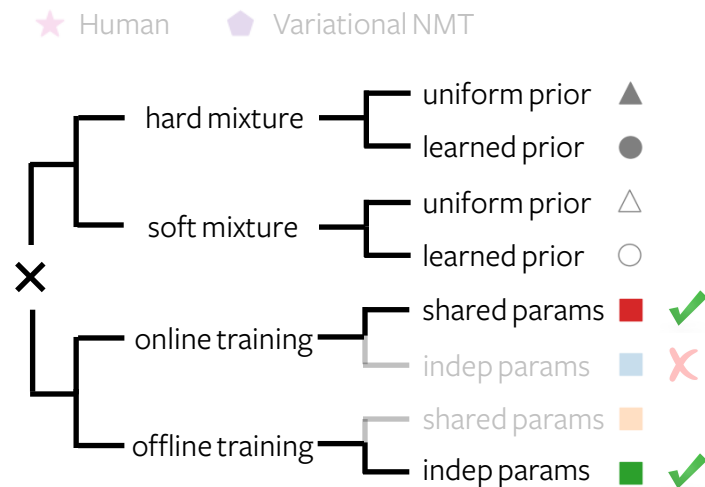 Human Variational NMT
hard mixture
uniform prior
learned prior
soft mixture
uniform prior
learned prior
×
online training
shared params
indep params
offline training
shared params
indep params